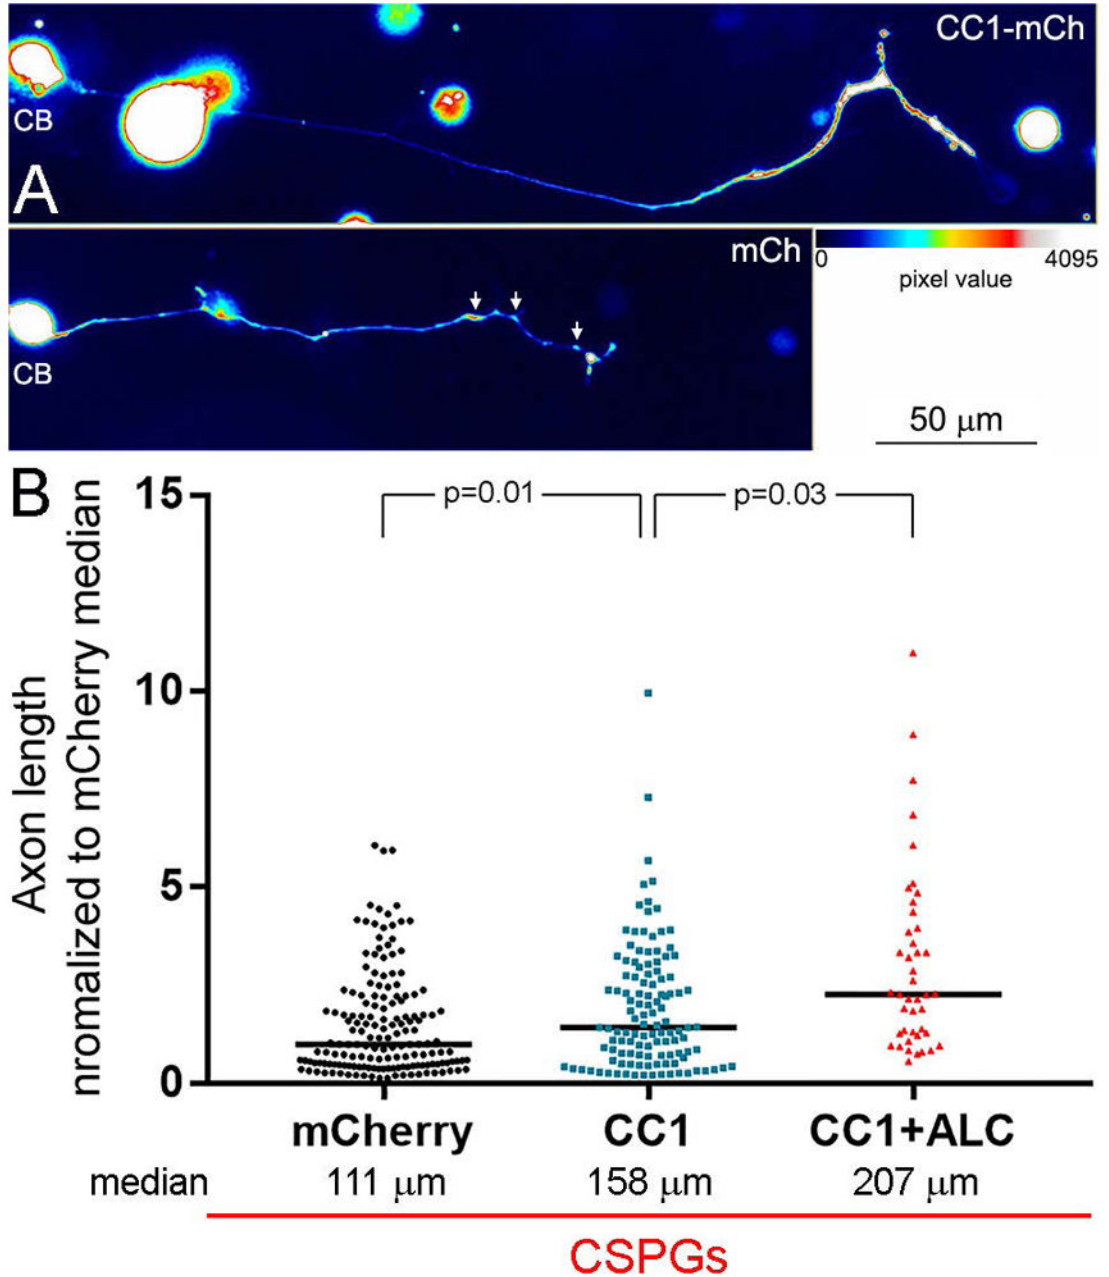 CC1-mCh
CB
A
mCh
0 4095
pixel value
CB
50 μm
B
Axon length
nromalized to mCherry median
15
10
5
0
p=0.01
p=0.03
mCherry CC1 CC1+ALC
median 111 μm 158 μm 207 μm
CSPGs